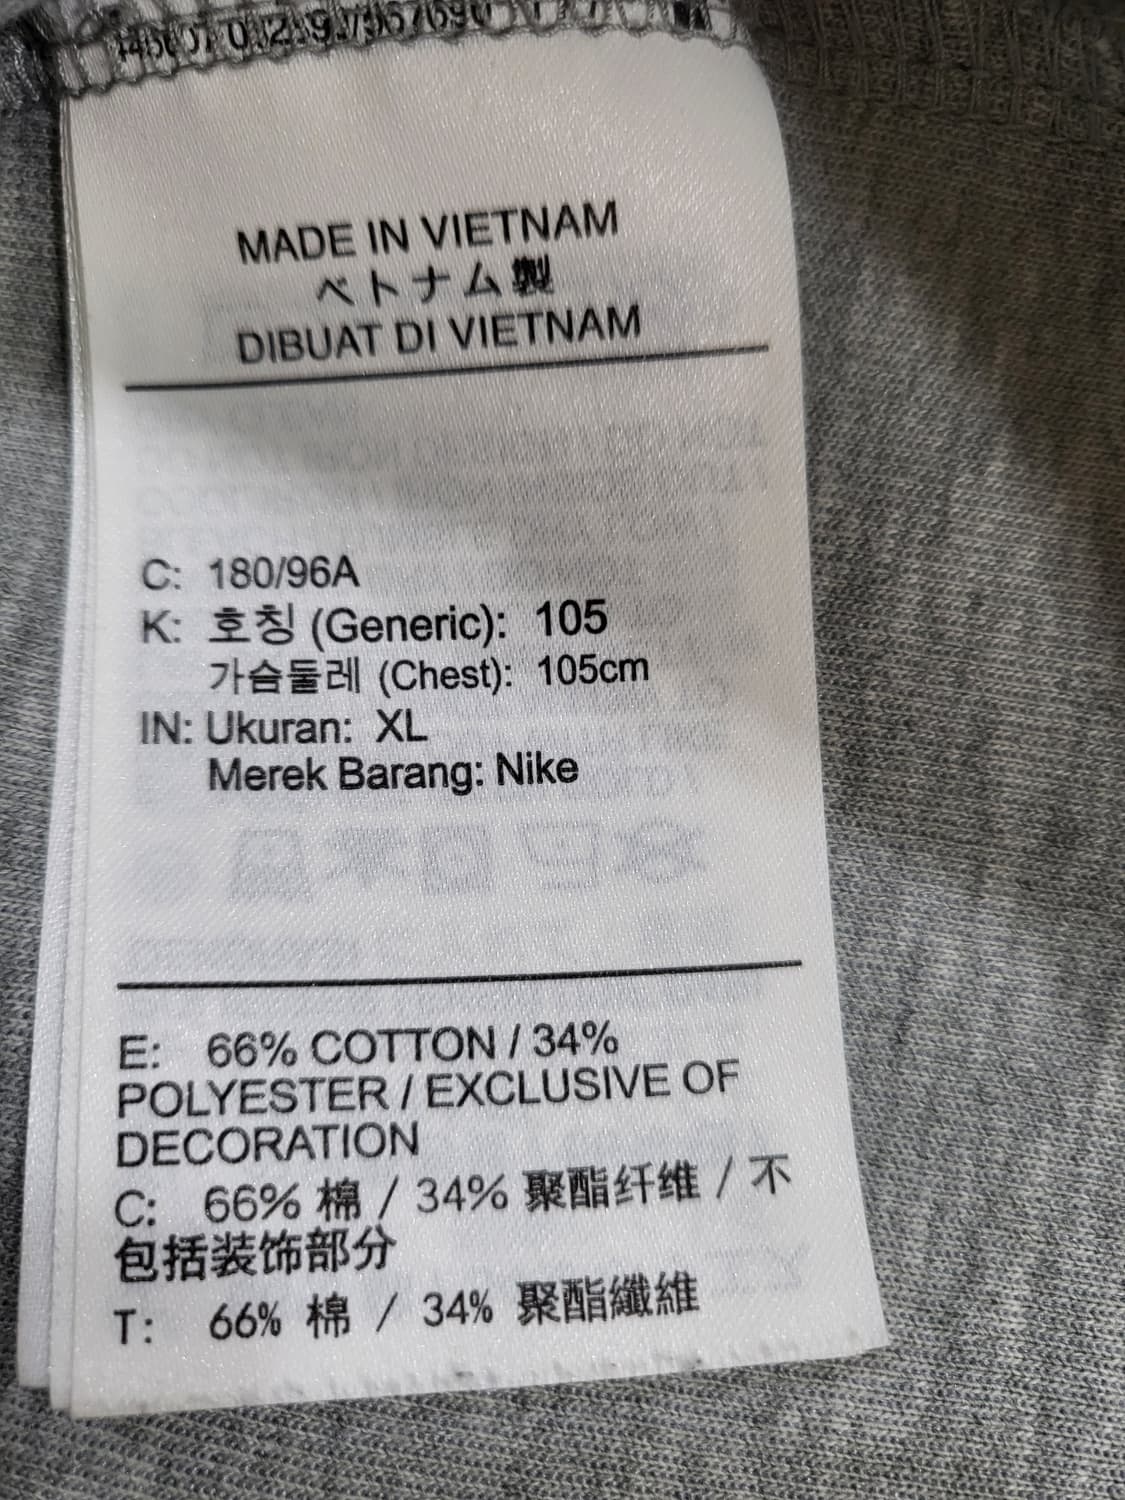 MADE IN VIETNAM
ベトナム製
DIBUAT DI VIETNAM
C: 180/96A
K: 호칭 (Generic): 105
가슴둘레 (Chest): 105cm
IN: Ukuran: XL
Merek Barang: Nike
E: 66% COTTON / 34%
POLYESTER / EXCLUSIVE OF
DECORATION
C: 66% 棉 / 34% 聚酯纤维 / 不
包括装饰部分
T: 66% 棉 / 34% 聚酯纖維